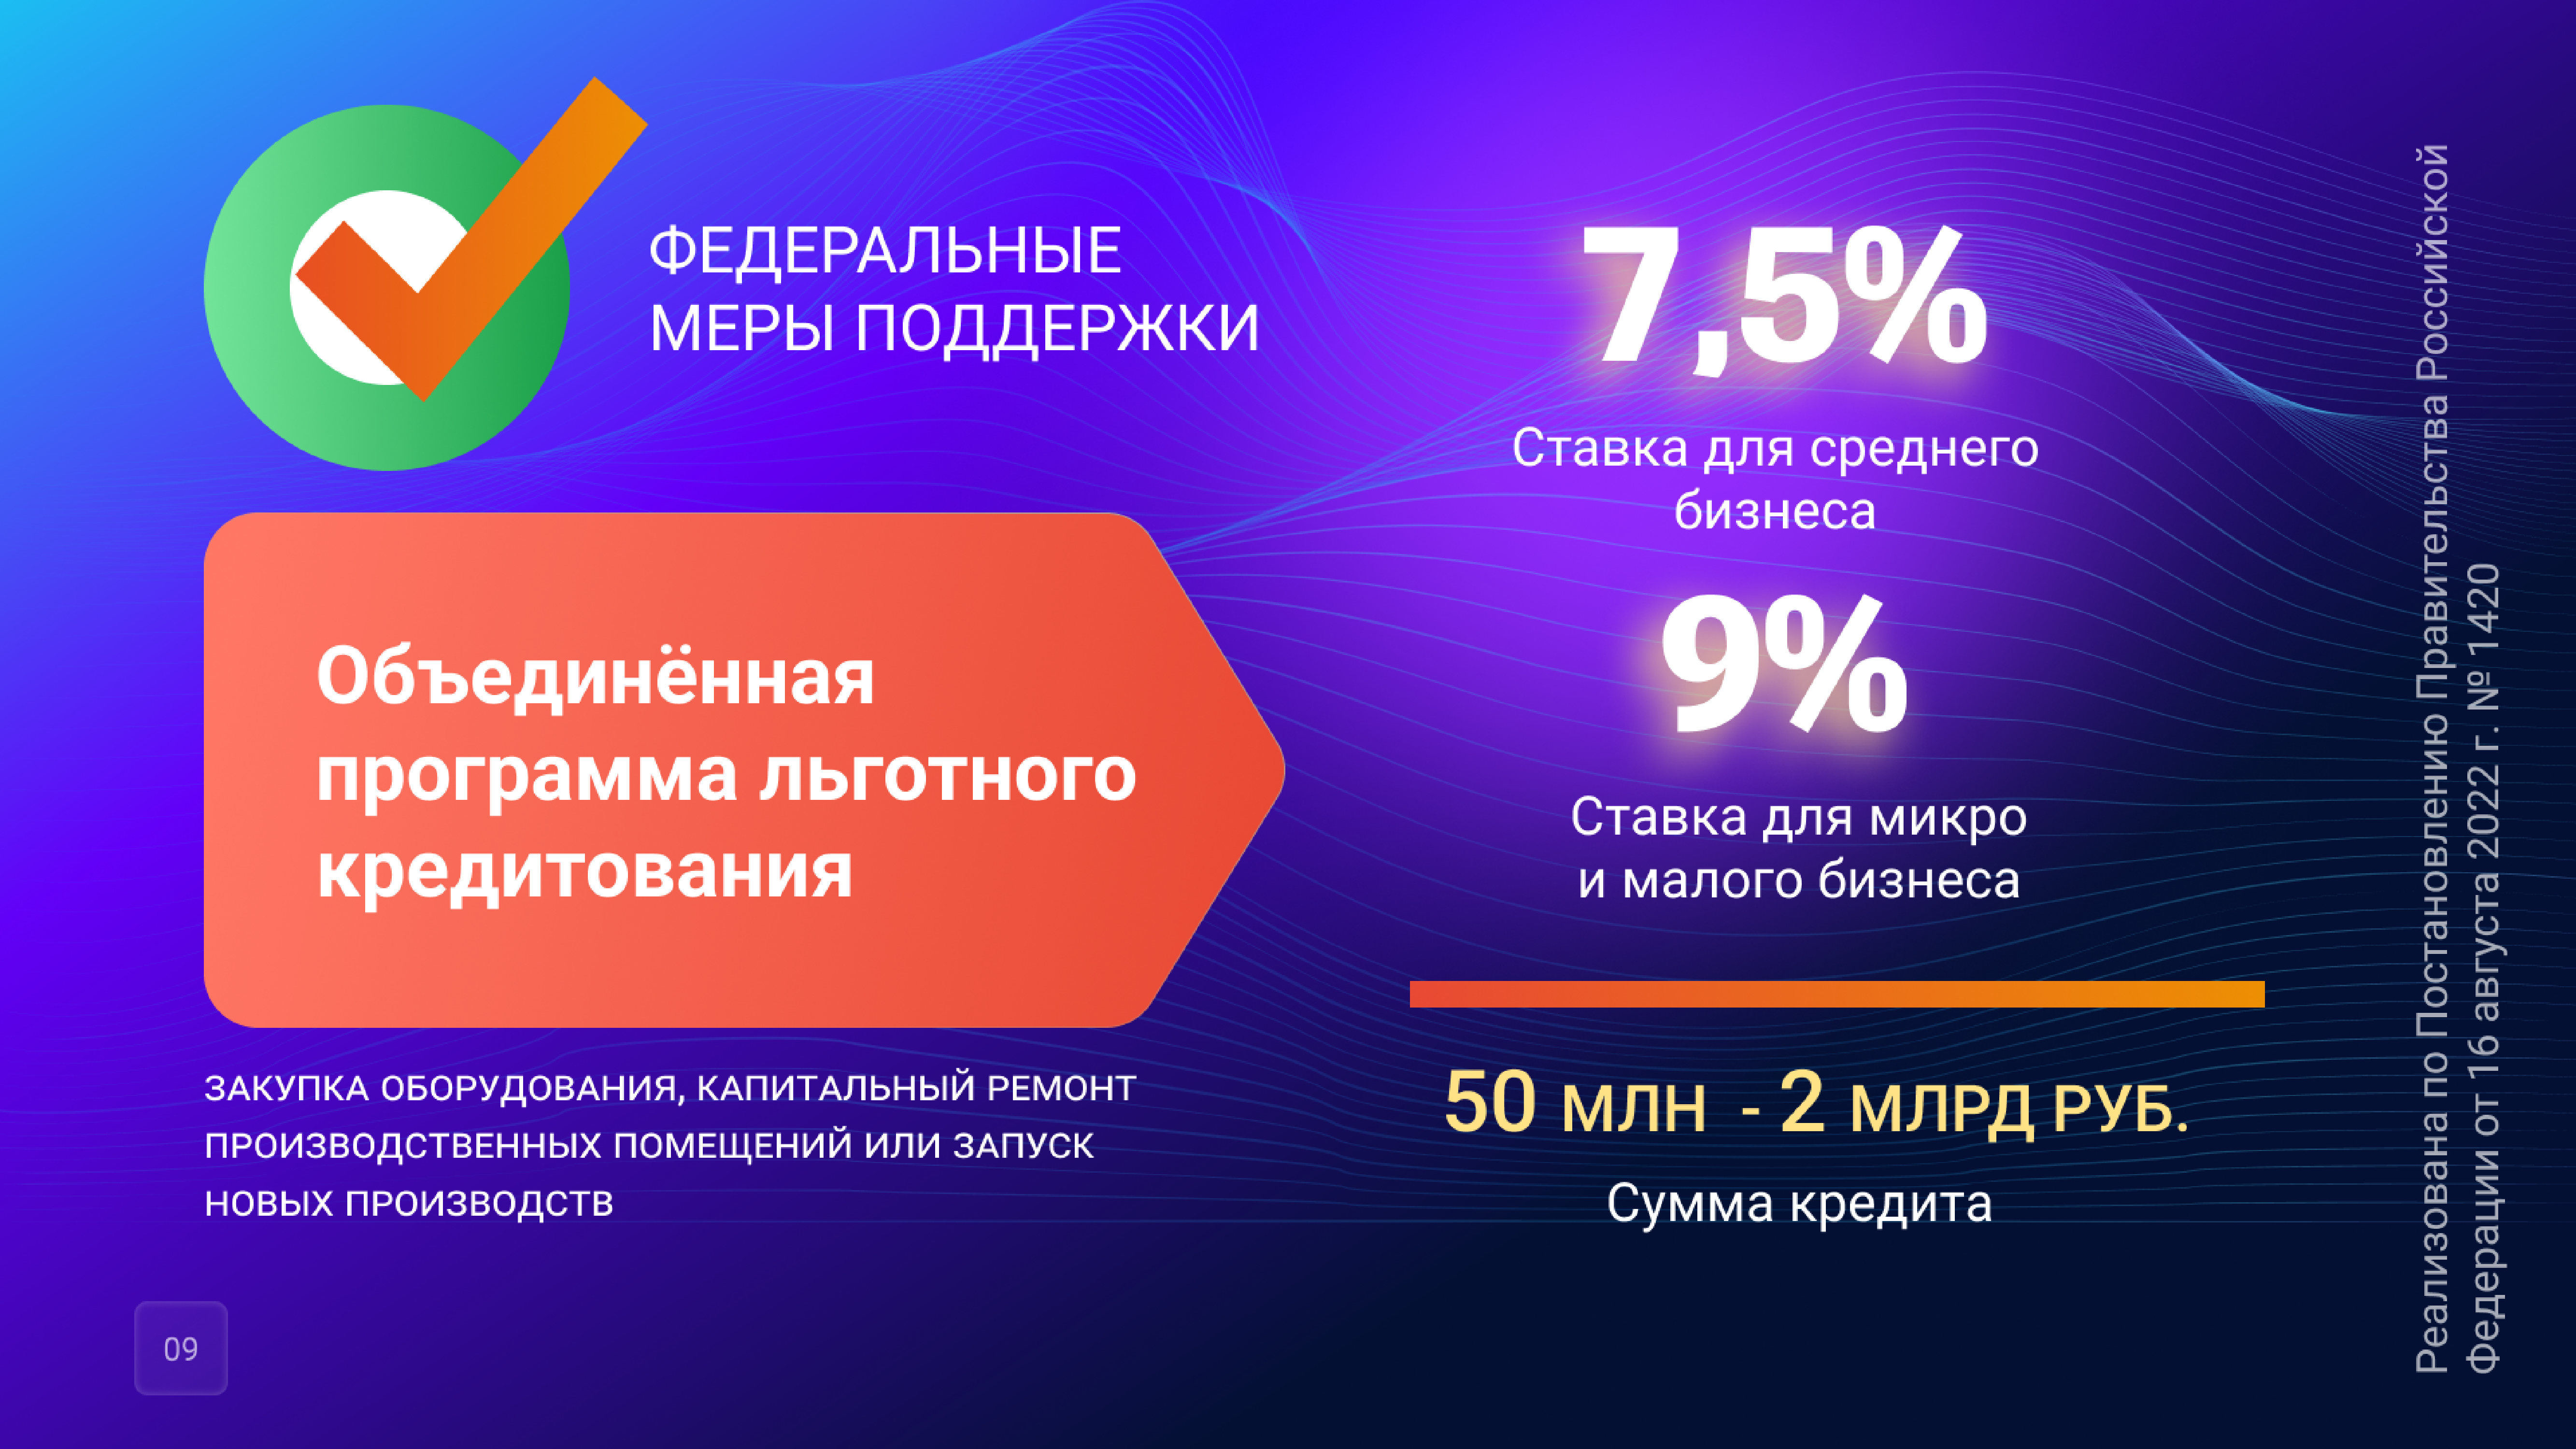 ФЕДЕРАЛЬНЫЕ
МЕРЫ ПОДДЕРЖКИ
Объединённая
программа льготного
кредитования
ЗАКУПКА ОБОРУДОВАНИЯ, КАПИТАЛЬНЫЙ РЕМОНТ
ПРОИЗВОДСТВЕННЫХ ПОМЕЩЕНИЙ ИЛИ ЗАПУСК
НОВЫХ ПРОИЗВОДСТВ
7,5%
Ставка для среднего
бизнеса
9%
Ставка для микро
и малого бизнеса
50 МЛН - 2 МЛРД РУБ.
Сумма кредита
Реализована по Постановлению Правительства Российской
Федерации от 16 августа 2022 г. № 1420
09